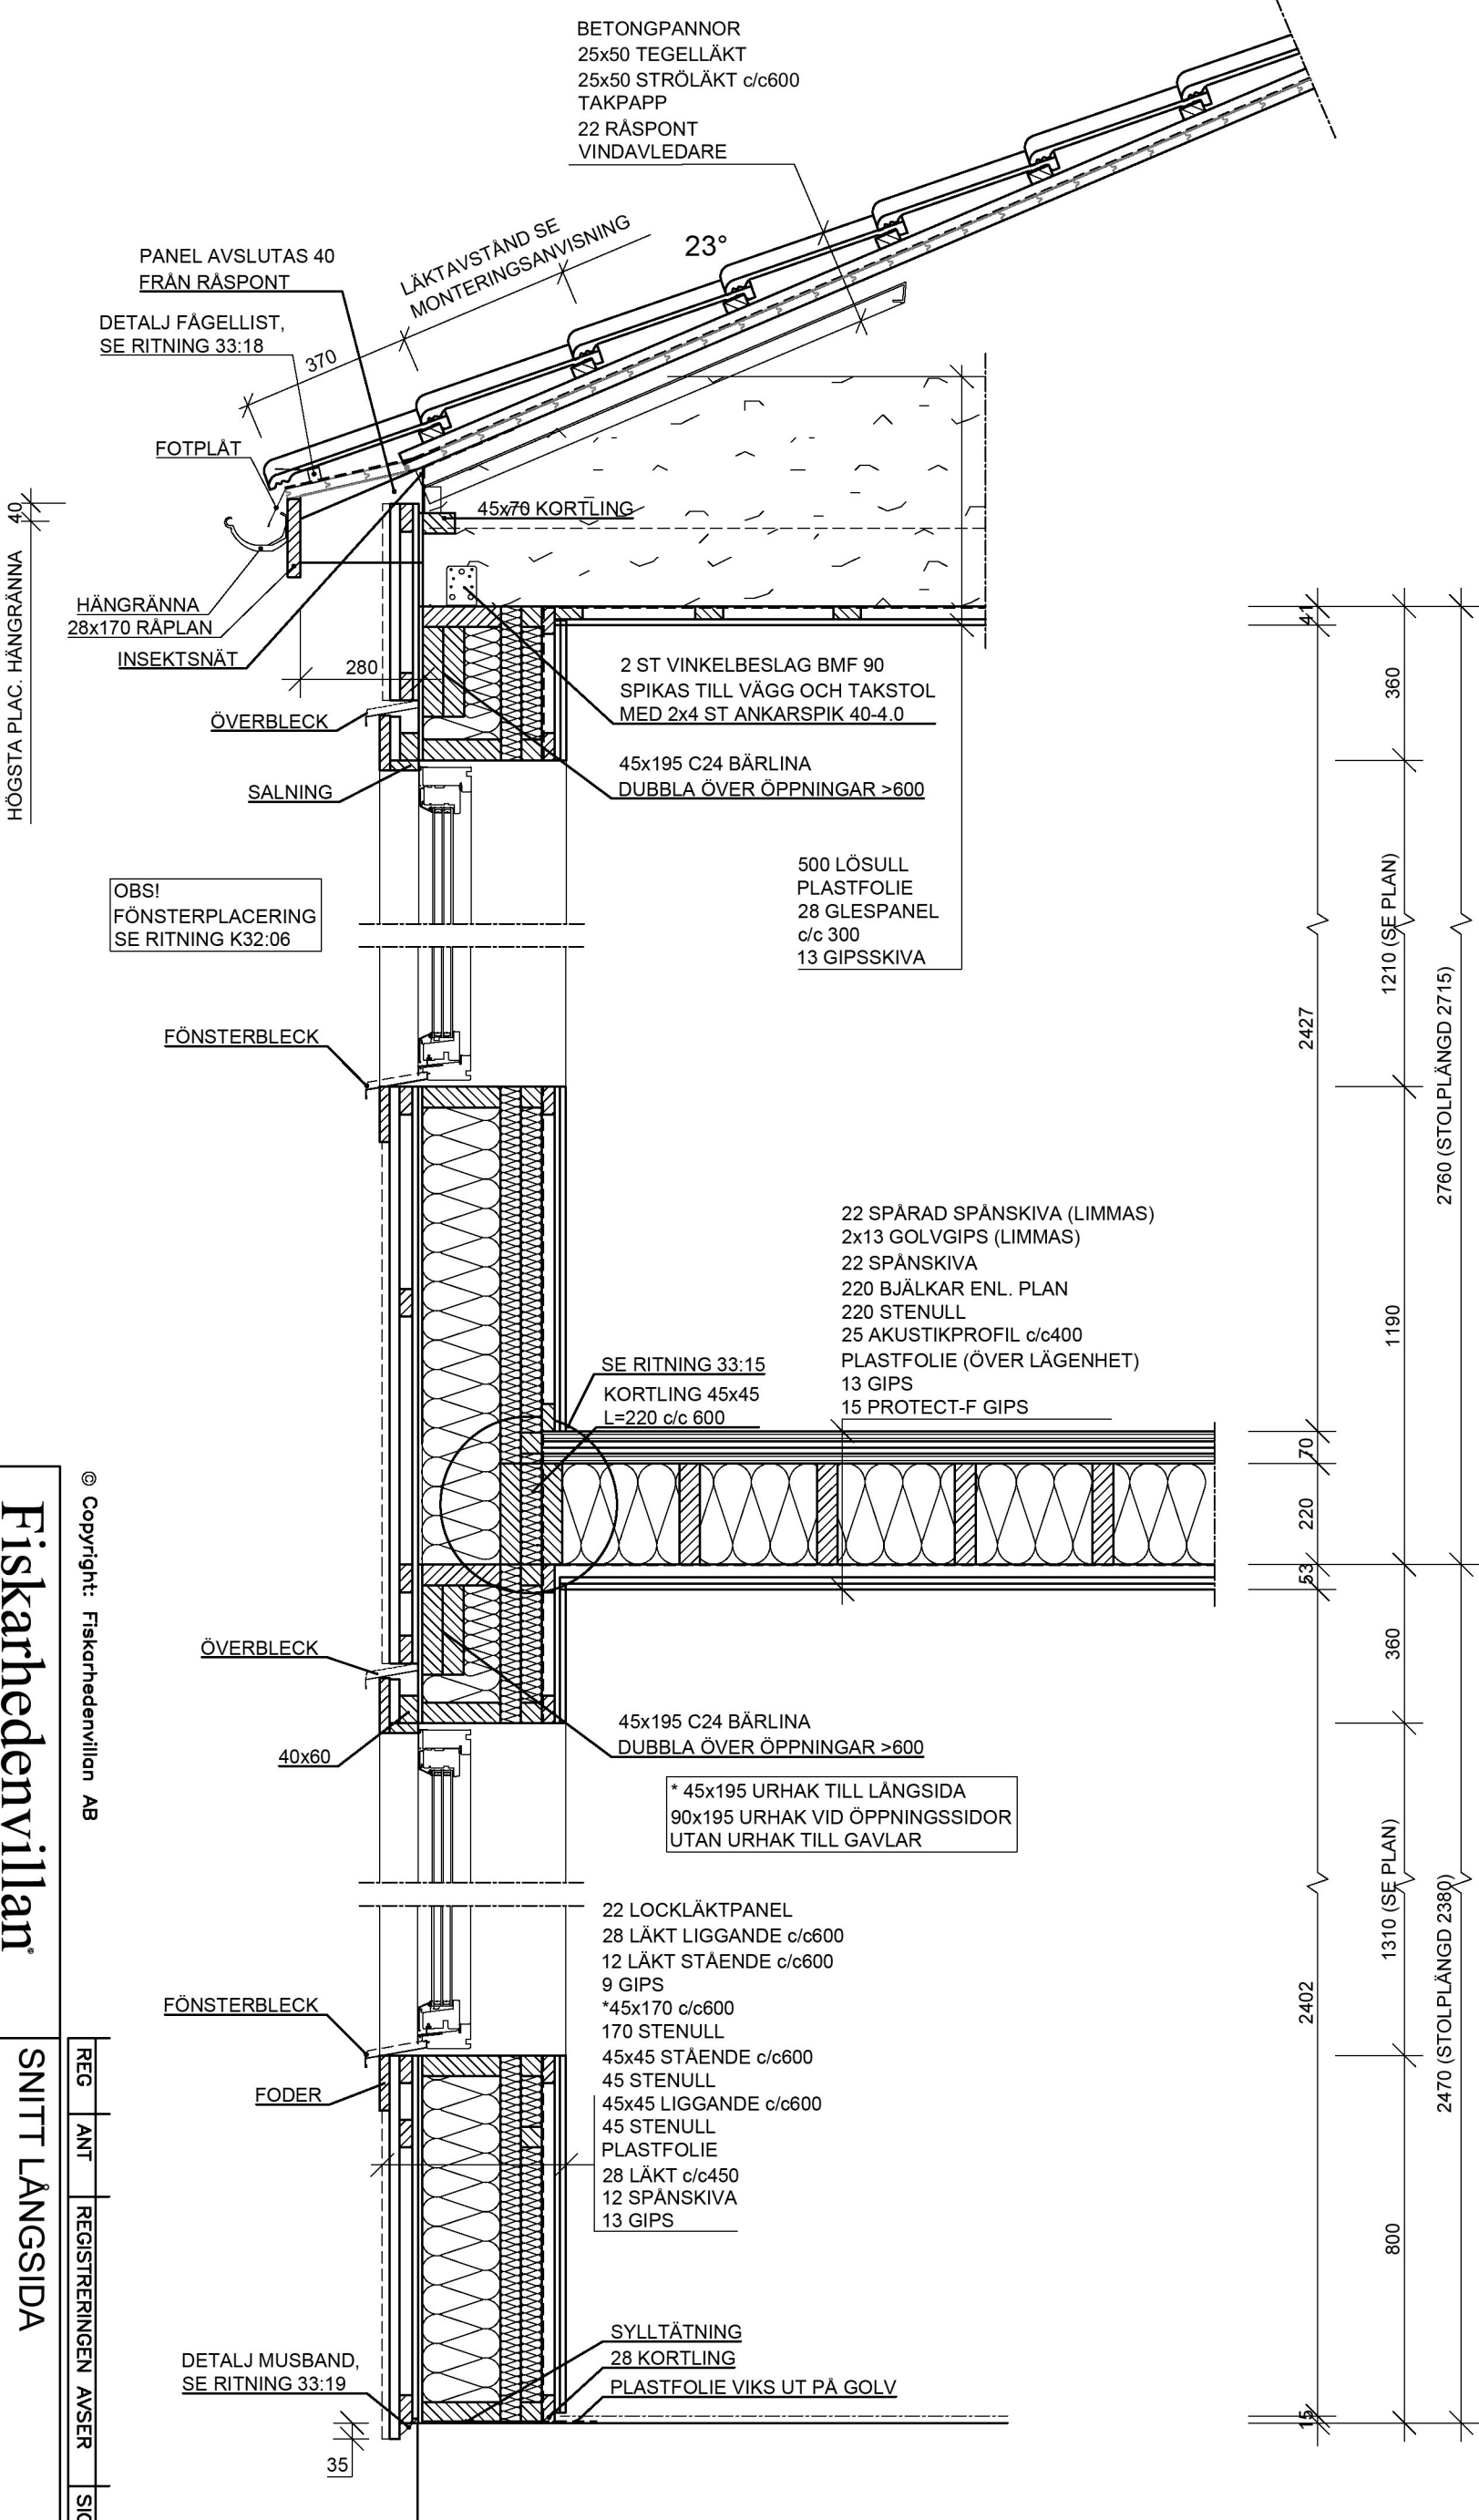 BETONGPANNOR
25x50 TEGELLÄKT
25x50 STRÖLÄKT c/c600
TAKPAPP
22 RÅSPONT
VINDAVLEDARE
23°
LÄKTAVSTÅND SE
MONTERINGSANVISNING
370
PANEL AVSLUTAS 40
FRÅN RÅSPONT
DETALJ FÅGELLIST,
SE RITNING 33:18
FOTPLÅT
40
HÖGSTA PLAC. HÄNGRÄNNA
45x70 KORTLING
HÄNGRÄNNA
28x170 RÅPLAN
INSEKTSNÄT
280
ÖVERBLECK
SALNING
2 ST VINKELBESLAG BMF 90
SPIKAS TILL VÄGG OCH TAKSTOL
MED 2x4 ST ANKARSPIK 40-4.0
45x195 C24 BÄRLINA
DUBBLA ÖVER ÖPPNINGAR >600
500 LÖSULL
PLASTFOLIE
28 GLESPANEL
c/c 300
13 GIPSSKIVA
OBS!
FÖNSTERPLACERING
SE RITNING K32:06
FÖNSTERBLECK
41
360
1210 (SE PLAN)
2427
2760 (STOLPLÄNGD 2715)
1190
22 SPÅRAD SPÅNSKIVA (LIMMAS)
2x13 GOLVGIPS (LIMMAS)
22 SPÅNSKIVA
220 BJÄLKAR ENL. PLAN
220 STENULL
25 AKUSTIKPROFIL c/c400
PLASTFOLIE (ÖVER LÄGENHET)
13 GIPS
15 PROTECT-F GIPS
SE RITNING 33:15
KORTLING 45x45
L=220 c/c 600
70
220
53
360
ÖVERBLECK
40x60
45x195 C24 BÄRLINA
DUBBLA ÖVER ÖPPNINGAR >600
* 45x195 URHAK TILL LÅNGSIDA
90x195 URHAK VID ÖPPNINGSSIDOR
UTAN URHAK TILL GAVLAR
1310 (SE PLAN)
2402
2470 (STOLPLÄNGD 2380)
22 LOCKLÄKTPANEL
28 LÄKT LIGGANDE c/c600
12 LÄKT STÅENDE c/c600
9 GIPS
*45x170 c/c600
170 STENULL
45x45 STÅENDE c/c600
45 STENULL
45x45 LIGGANDE c/c600
45 STENULL
PLASTFOLIE
28 LÄKT c/c450
12 SPÅNSKIVA
13 GIPS
FÖNSTERBLECK
FODER
800
SYLLTÄTNING
28 KORTLING
PLASTFOLIE VIKS UT PÅ GOLV
DETALJ MUSBAND,
SE RITNING 33:19
35
15
© Copyright: Fiskarhedenvillan AB
Fiskarhedenvillan®
REG
ANT
REGISTRERINGEN AVSER
SNITT LÅNGSIDA